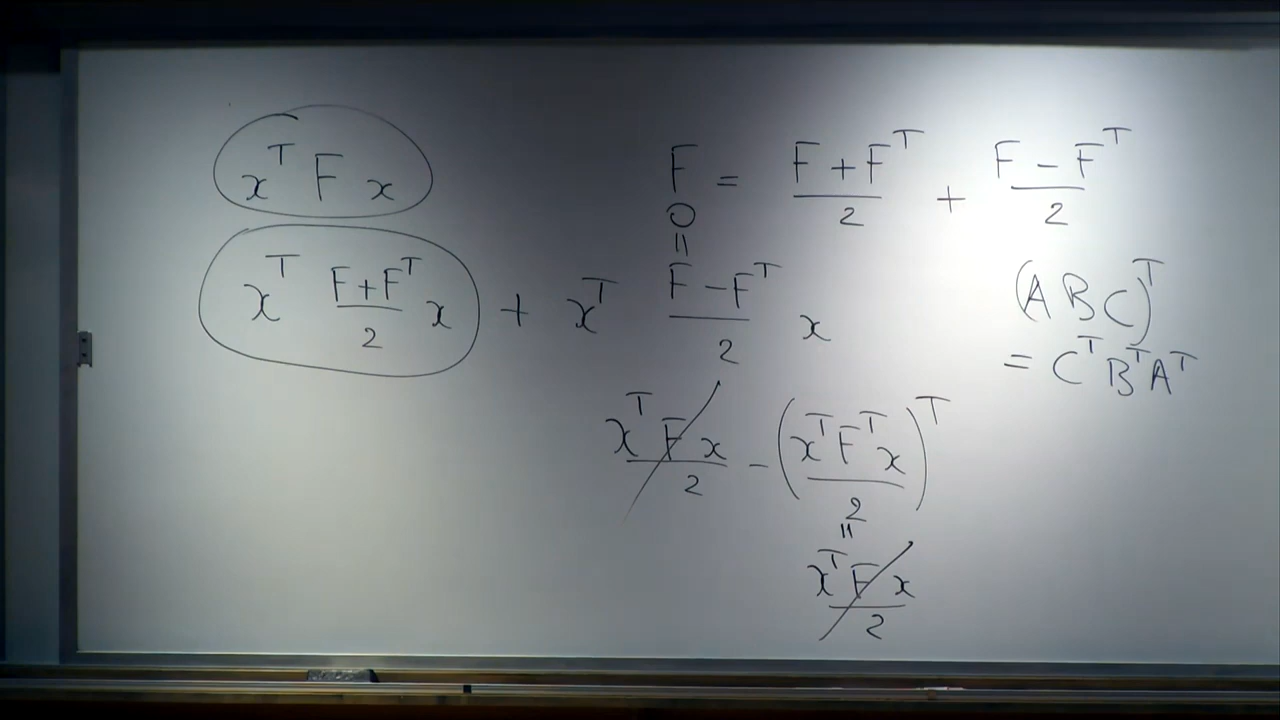 x^T F x
F = (F + F^T)/2 + (F - F^T)/2
0
=
x^T (F + F^T)/2 x + x^T (F - F^T)/2 x
(ABC)^T
= C^T B^T A^T
x^T F x/2 - (x^T F^T x/2)^T
=
x^T F x/2